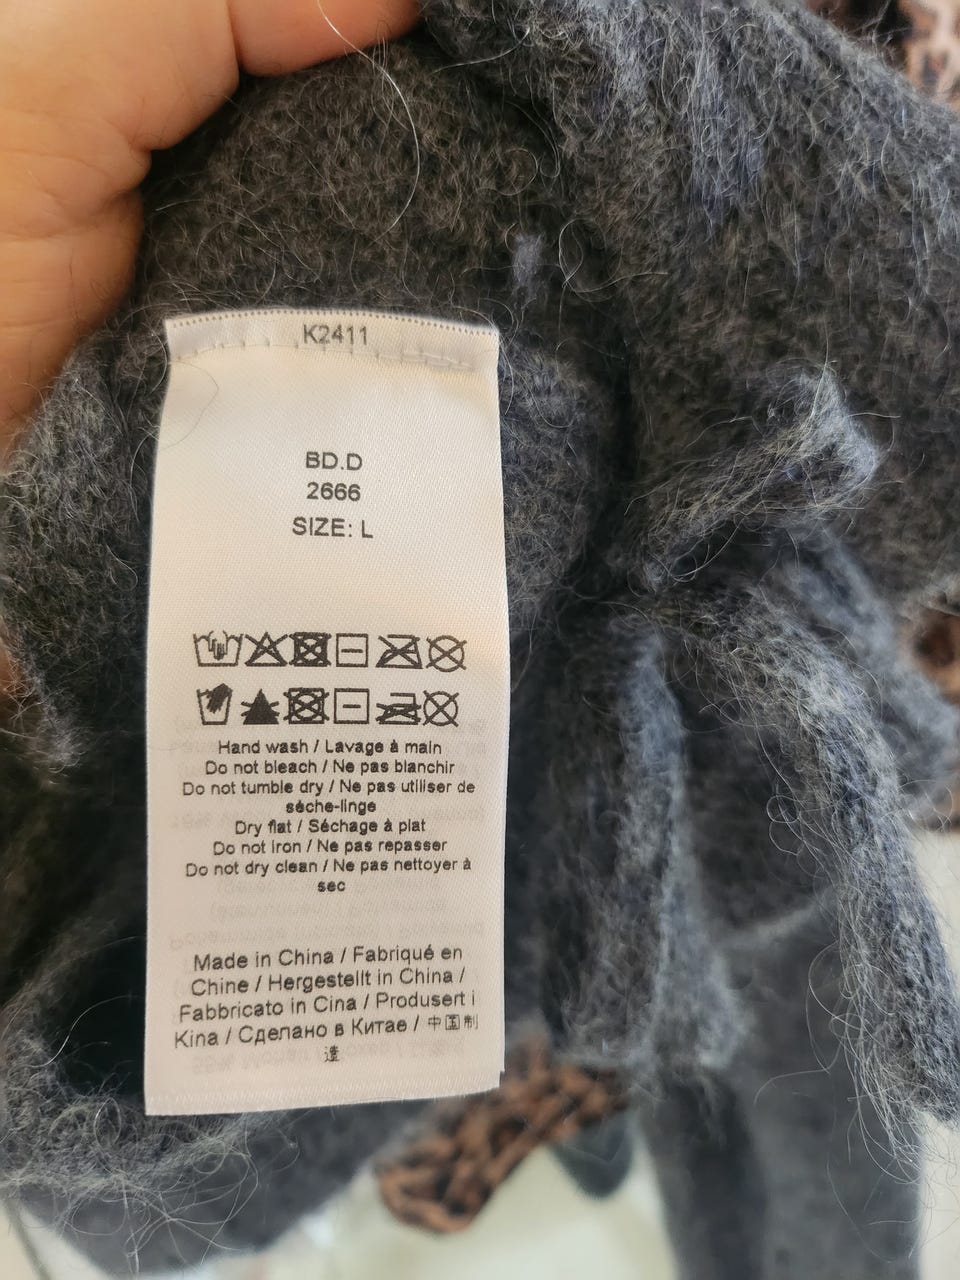 K2411
BD.D
2666
SIZE: L
Hand wash / Lavage à main
Do not bleach / Ne pas blanchir
Do not tumble dry / Ne pas utiliser de
séche-linge
Dry flat / Séchage à plat
Do not iron / Ne pas repasser
Do not dry clean / Ne pas nettoyer à
sec
Made in China / Fabriqué en
Chine / Hergestellt in China /
Fabbricato in Cina / Produsert i
Kina / Сделано в Китае / 中国制
造